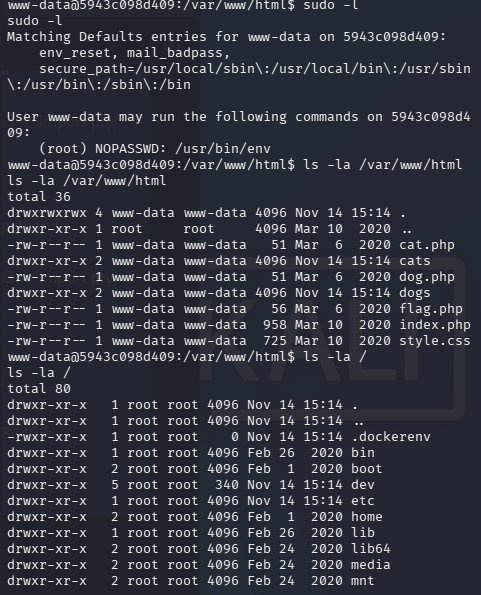 www-data@5943c098d409:/var/www/html$ sudo -l
sudo -l
Matching Defaults entries for www-data on 5943c098d409:
    env_reset, mail_badpass,
    secure_path=/usr/local/sbin\:/usr/local/bin\:/usr/sbin
\:/usr/bin\:/sbin\:/bin

User www-data may run the following commands on 5943c098d4
09:
    (root) NOPASSWD: /usr/bin/env
www-data@5943c098d409:/var/www/html$ ls -la /var/www/html
ls -la /var/www/html
total 36
drwxrwxrwx 4 www-data www-data 4096 Nov 14 15:14 .
drwxr-xr-x 1 root     root     4096 Mar 10  2020 ..
-rw-r--r-- 1 www-data www-data   51 Mar  6  2020 cat.php
drwxr-xr-x 2 www-data www-data 4096 Nov 14 15:14 cats
-rw-r--r-- 1 www-data www-data   51 Mar  6  2020 dog.php
drwxr-xr-x 2 www-data www-data 4096 Nov 14 15:14 dogs
-rw-r--r-- 1 www-data www-data   56 Mar  6  2020 flag.php
-rw-r--r-- 1 www-data www-data  958 Mar 10  2020 index.php
-rw-r--r-- 1 www-data www-data  725 Mar 10  2020 style.css
www-data@5943c098d409:/var/www/html$ ls -la /
ls -la /
total 80
drwxr-xr-x   1 root root 4096 Nov 14 15:14 .
drwxr-xr-x   1 root root 4096 Nov 14 15:14 ..
-rwxr-xr-x   1 root root    0 Nov 14 15:14 .dockerenv
drwxr-xr-x   1 root root 4096 Feb 26  2020 bin
drwxr-xr-x   2 root root 4096 Feb  1  2020 boot
drwxr-xr-x   5 root root  340 Nov 14 15:14 dev
drwxr-xr-x   1 root root 4096 Nov 14 15:14 etc
drwxr-xr-x   2 root root 4096 Feb  1  2020 home
drwxr-xr-x   1 root root 4096 Feb 26  2020 lib
drwxr-xr-x   2 root root 4096 Feb 24  2020 lib64
drwxr-xr-x   2 root root 4096 Feb 24  2020 media
drwxr-xr-x   2 root root 4096 Feb 24  2020 mnt
KALI